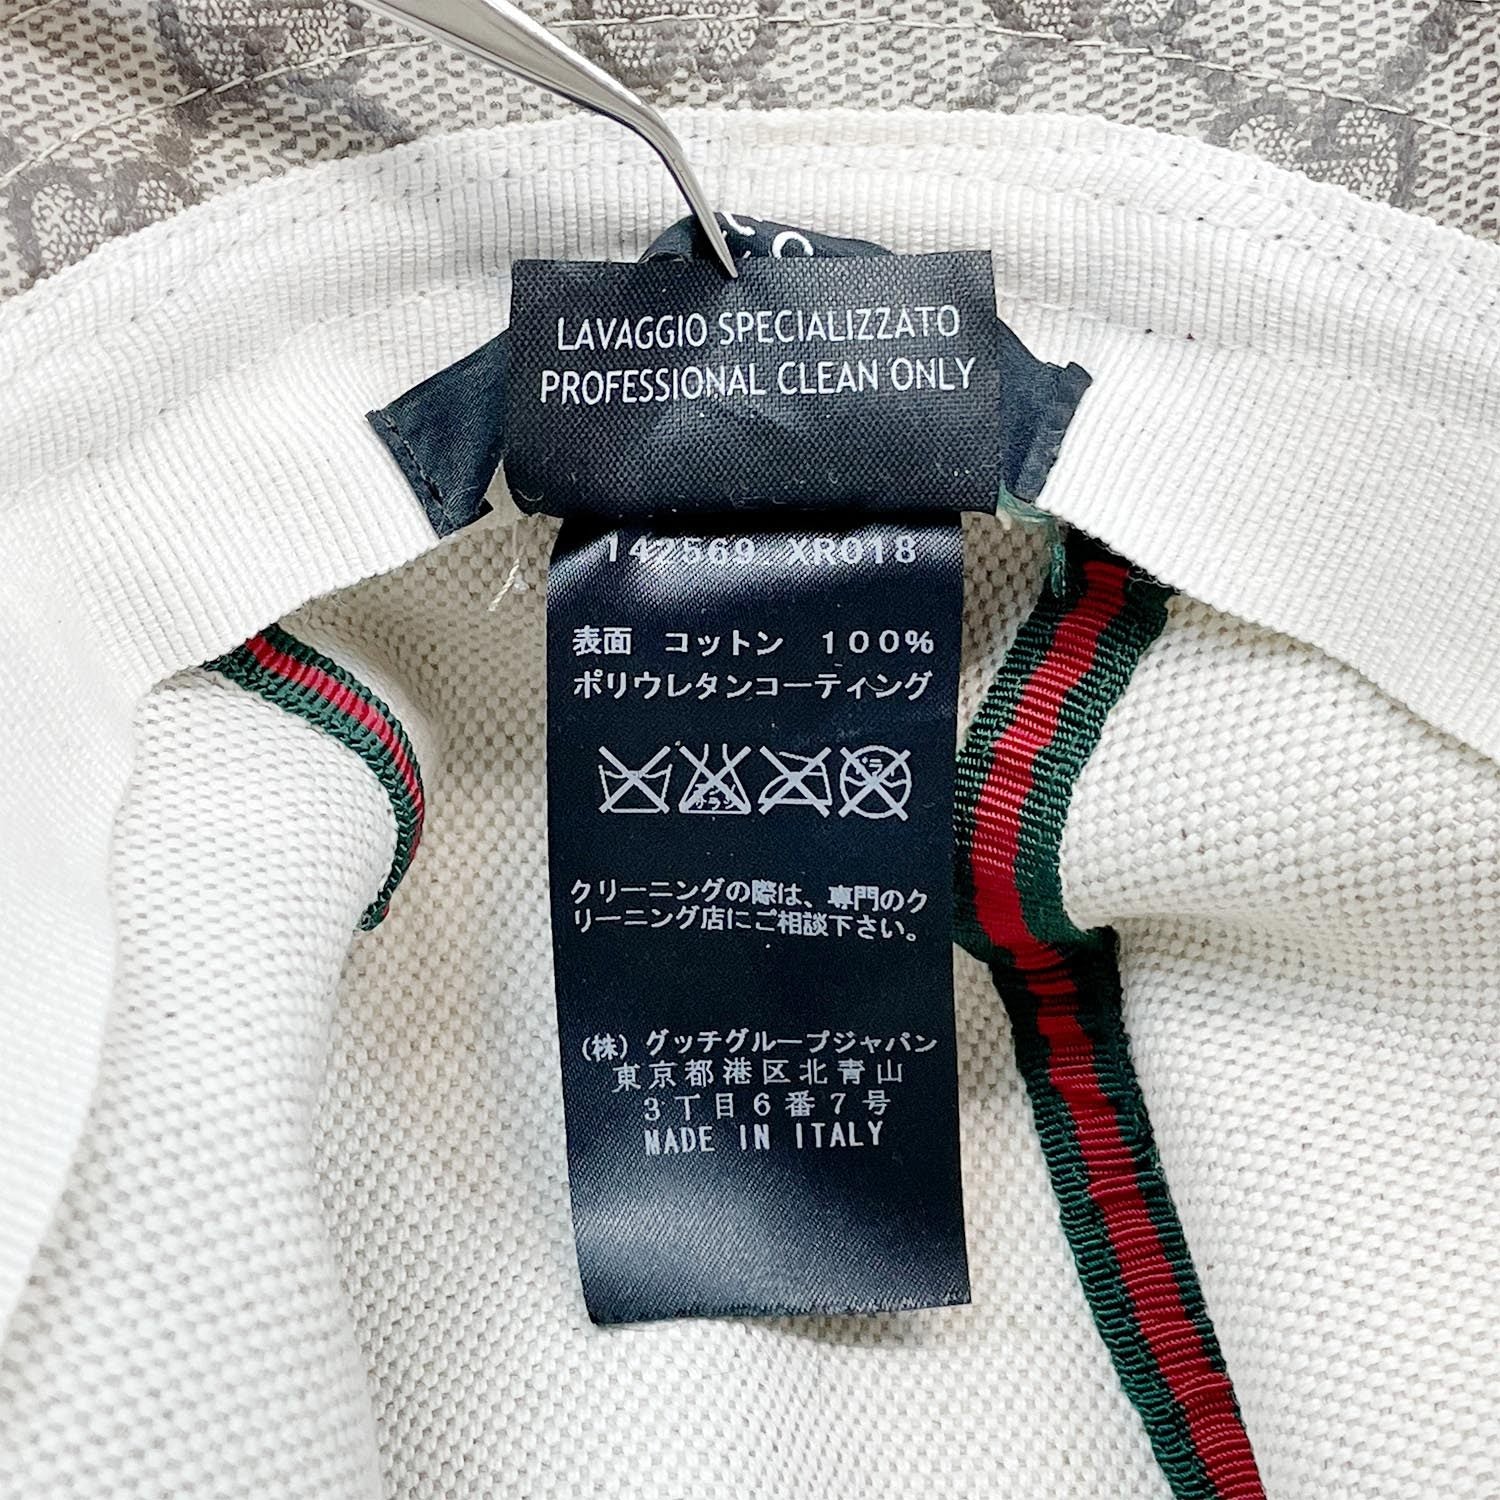 LAVAGGIO SPECIALIZZATO
PROFESSIONAL CLEAN ONLY
142569 XR018
表面 コットン 100%
ポリウレタンコーティング
クリーニングの際は、専門のク
リーニング店にご相談下さい。
(株) グッチグループジャパン
東京都港区北青山
3丁目6番7号
MADE IN ITALY